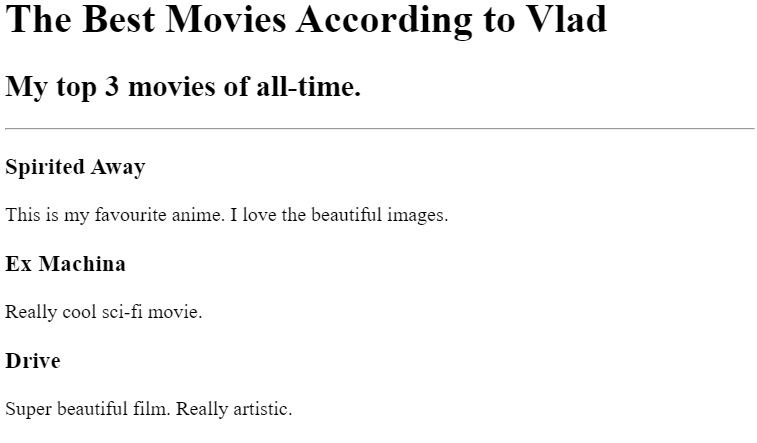 The Best Movies According to Vlad
My top 3 movies of all-time.
Spirited Away
This is my favourite anime. I love the beautiful images.
Ex Machina
Really cool sci-fi movie.
Drive
Super beautiful film. Really artistic.